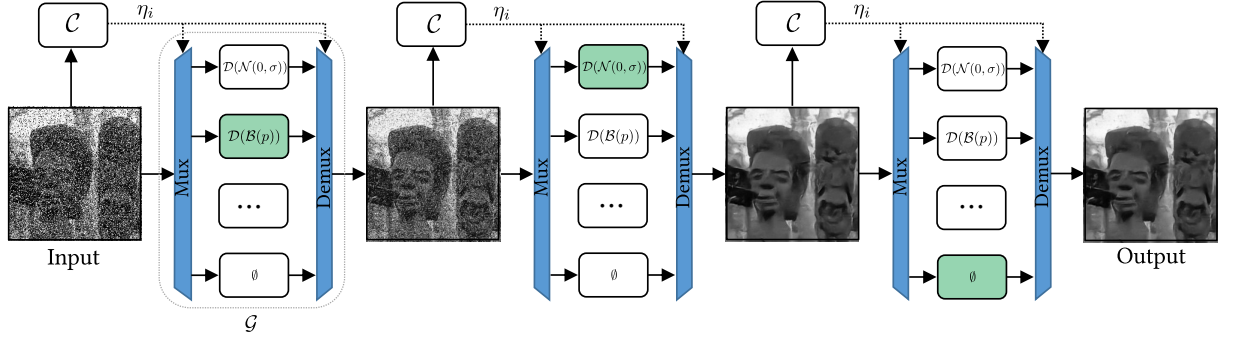 𝒞 η_i
𝒟(𝒩(0, σ))
𝒟(ℬ(p))
...
∅
Mux
Demux
𝒢
Input
𝒞 η_i
𝒟(𝒩(0, σ))
𝒟(ℬ(p))
...
∅
Mux
Demux
𝒞 η_i
𝒟(𝒩(0, σ))
𝒟(ℬ(p))
...
∅
Mux
Demux
Output